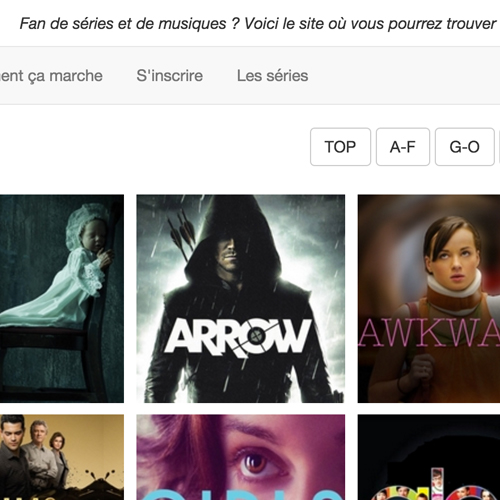 Fan de séries et de musiques ? Voici le site où vous pourrez trouver
ent ça marche S'inscrire Les séries
TOP A-F G-O
ARROW
AWKWA
GIRLS